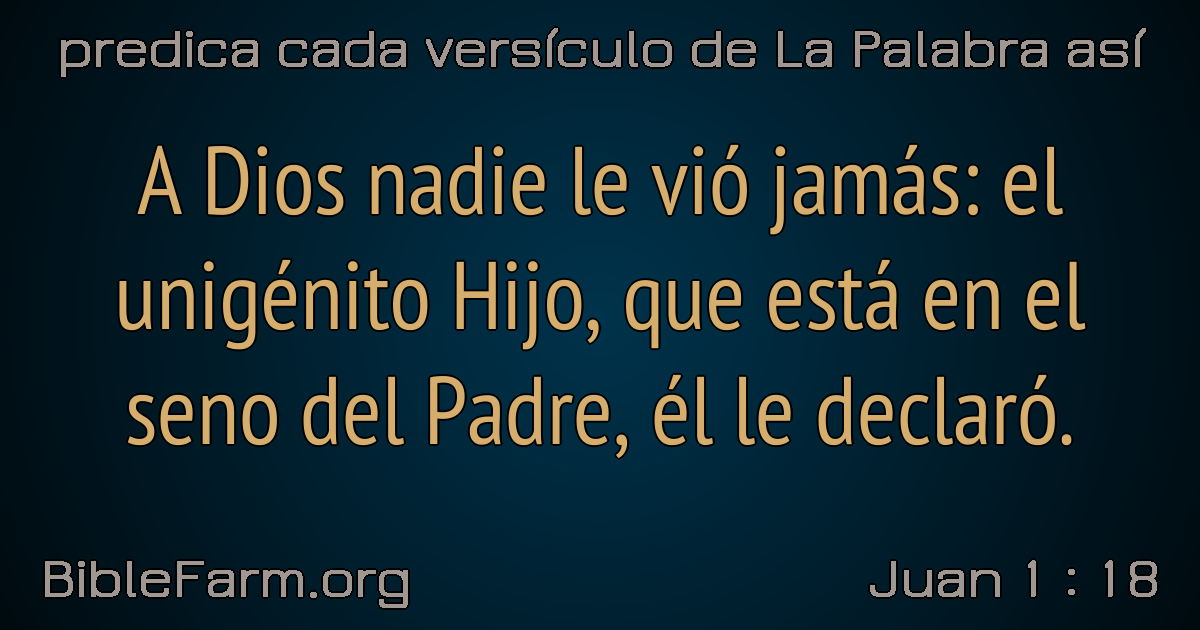 predica cada versículo de La Palabra así
A Dios nadie le vió jamás: el
unigénito Hijo, que está en el
seno del Padre, él le declaró.
BibleFarm.org
Juan 1 : 18